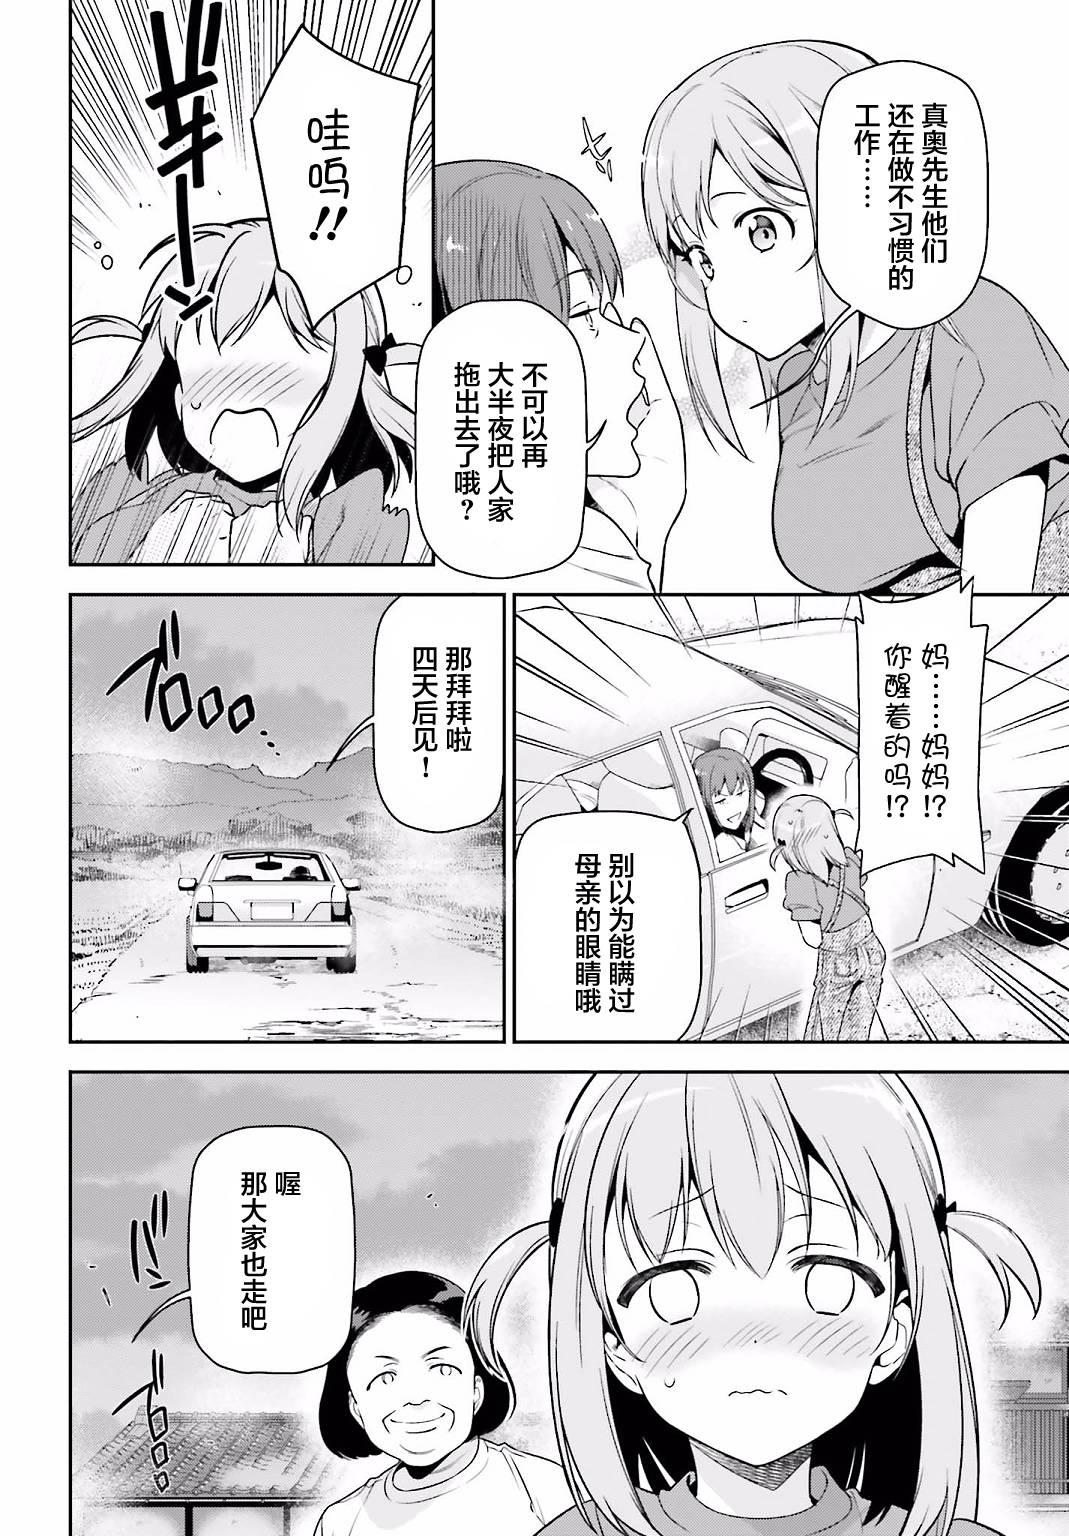 真奥先生他们
还在做不习惯的
工作……
不可以再
大半夜把人家
拖出去了哦?
哇呜!!
妈……妈妈!?
你醒着的吗!?
别以为能瞒过
母亲的眼睛哦
那拜拜啦
四天后见!
喔
那大家也走吧